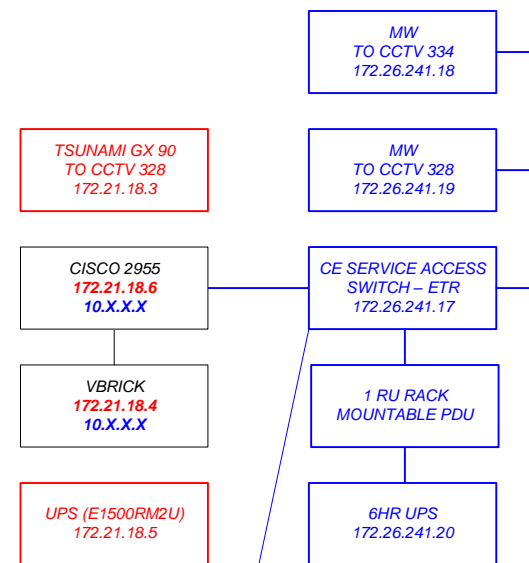 MW
TO CCTV 334
172.26.241.18
TSUNAMI GX 90
TO CCTV 328
172.21.18.3
MW
TO CCTV 328
172.26.241.19
CISCO 2955
172.21.18.6
10.X.X.X
CE SERVICE ACCESS
SWITCH – ETR
172.26.241.17
VBRICK
172.21.18.4
10.X.X.X
1 RU RACK
MOUNTABLE PDU
UPS (E1500RM2U)
172.21.18.5
6HR UPS
172.26.241.20